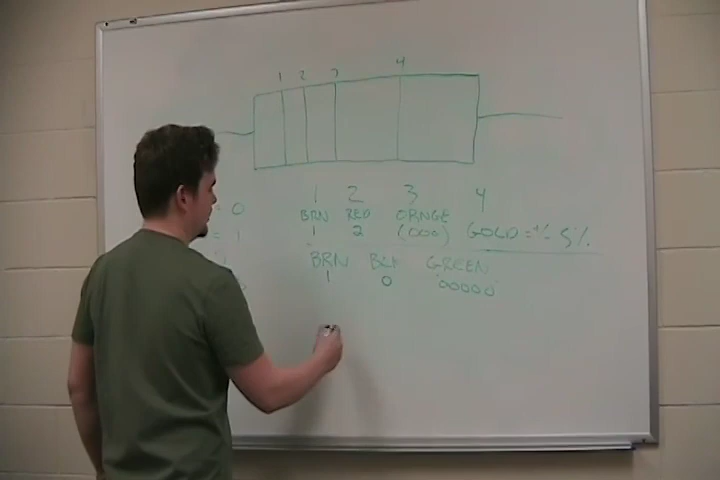 1 2 3 4
= 0
= 1
1 2 3 4
BRN RED ORNGE
1 2 (000) GOLD = +/- 5%
BRN BLK GREEN
1 0 00000